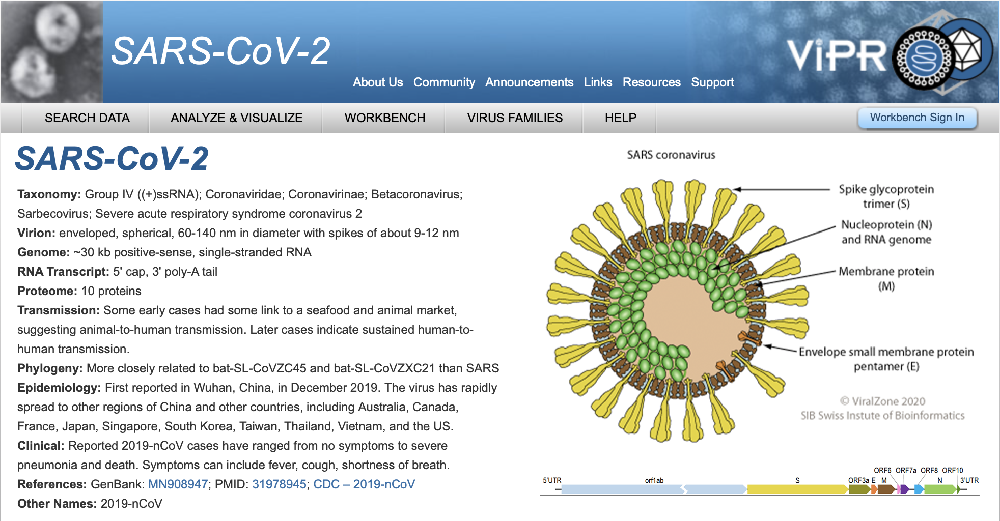 SARS-CoV-2
ViPR
About Us Community Announcements Links Resources Support
SEARCH DATA ANALYZE & VISUALIZE WORKBENCH VIRUS FAMILIES HELP Workbench Sign In
SARS-CoV-2
Taxonomy: Group IV ((+)ssRNA); Coronaviridae; Coronavirinae; Betacoronavirus;
Sarbecovirus; Severe acute respiratory syndrome coronavirus 2
Virion: enveloped, spherical, 60-140 nm in diameter with spikes of about 9-12 nm
Genome: ~30 kb positive-sense, single-stranded RNA
RNA Transcript: 5' cap, 3' poly-A tail
Proteome: 10 proteins
Transmission: Some early cases had some link to a seafood and animal market,
suggesting animal-to-human transmission. Later cases indicate sustained human-to-
human transmission.
Phylogeny: More closely related to bat-SL-CoVZC45 and bat-SL-CoVZXC21 than SARS
Epidemiology: First reported in Wuhan, China, in December 2019. The virus has rapidly
spread to other regions of China and other countries, including Australia, Canada,
France, Japan, Singapore, South Korea, Taiwan, Thailand, Vietnam, and the US.
Clinical: Reported 2019-nCoV cases have ranged from no symptoms to severe
pneumonia and death. Symptoms can include fever, cough, shortness of breath.
References: GenBank: MN908947; PMID: 31978945; CDC – 2019-nCoV
Other Names: 2019-nCoV
SARS coronavirus
Spike glycoprotein
trimer (S)
Nucleoprotein (N)
and RNA genome
Membrane protein
(M)
Envelope small membrane protein
pentamer (E)
© ViralZone 2020
SIB Swiss Instute of Bioinformatics
ORF6 ORF7a ORF8 ORF10
5'UTR orf1ab S ORF3a E M N 3'UTR